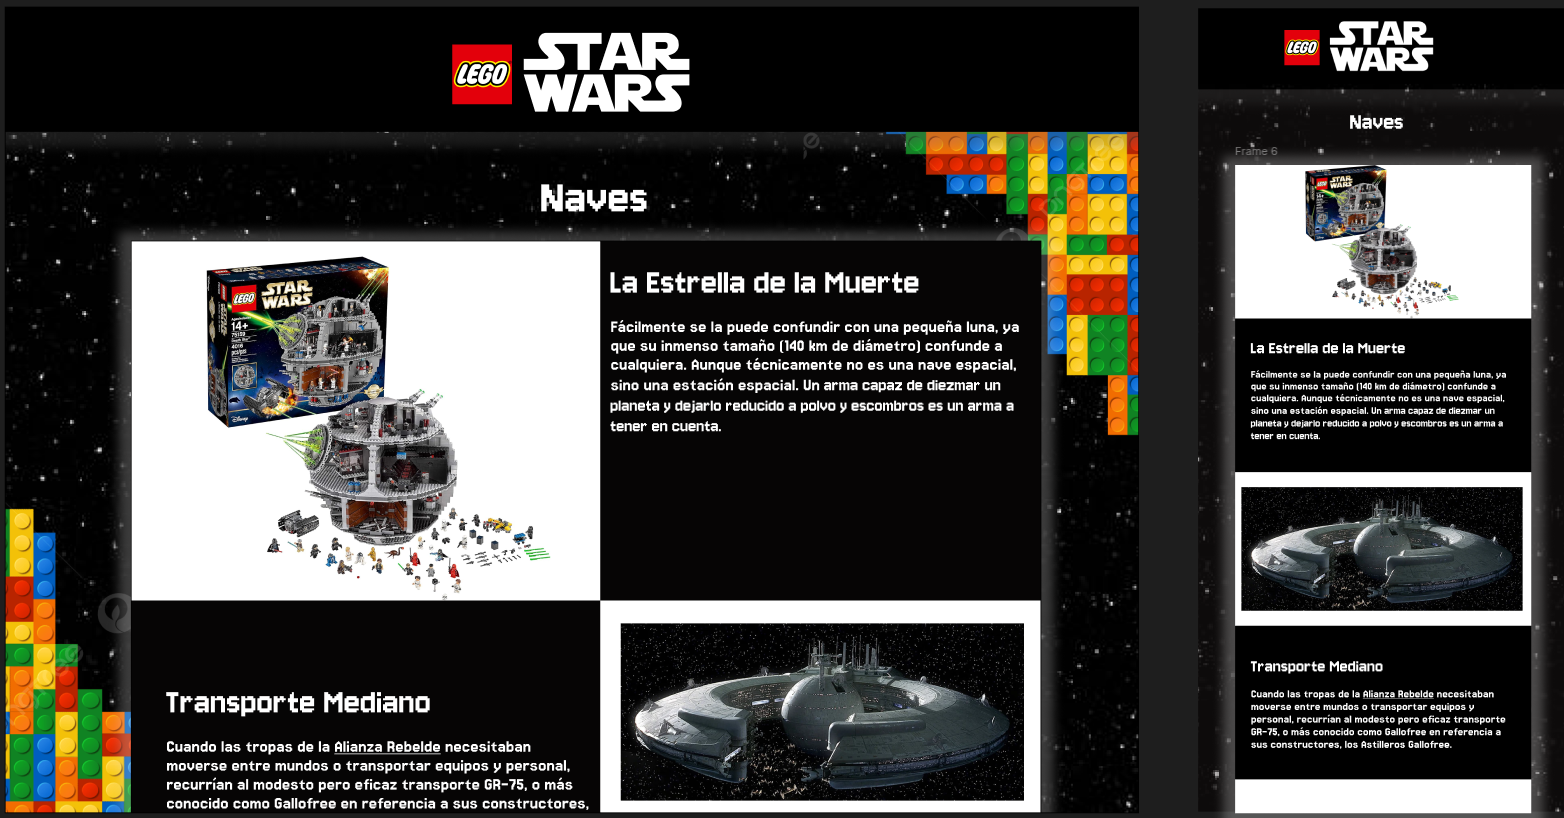 LEGO
STAR
WARS
Naves
LEGO
STAR
WARS
14+
75159
4016
pcs/pzs
Disney
La Estrella de la Muerte
Fácilmente se la puede confundir con una pequeña luna, ya
que su inmenso tamaño (140 km de diámetro) confunde a
cualquiera. Aunque técnicamente no es una nave espacial,
sino una estación espacial. Un arma capaz de diezmar un
planeta y dejarlo reducido a polvo y escombros es un arma a
tener en cuenta.
Transporte Mediano
Cuando las tropas de la Alianza Rebelde necesitaban
moverse entre mundos o transportar equipos y personal,
recurrían al modesto pero eficaz transporte GR-75, o más
conocido como Gallofree en referencia a sus constructores,
LEGO
STAR
WARS
Naves
Frame 6
LEGO
STAR
WARS
La Estrella de la Muerte
Fácilmente se la puede confundir con una pequeña luna, ya
que su inmenso tamaño (140 km de diámetro) confunde a
cualquiera. Aunque técnicamente no es una nave espacial,
sino una estación espacial. Un arma capaz de diezmar un
planeta y dejarlo reducido a polvo y escombros es un arma a
tener en cuenta.
Transporte Mediano
Cuando las tropas de la Alianza Rebelde necesitaban
moverse entre mundos o transportar equipos y
personal, recurrían al modesto pero eficaz transporte
GR-75, o más conocido como Gallofree en referencia a
sus constructores, los Astilleros Gallofree.